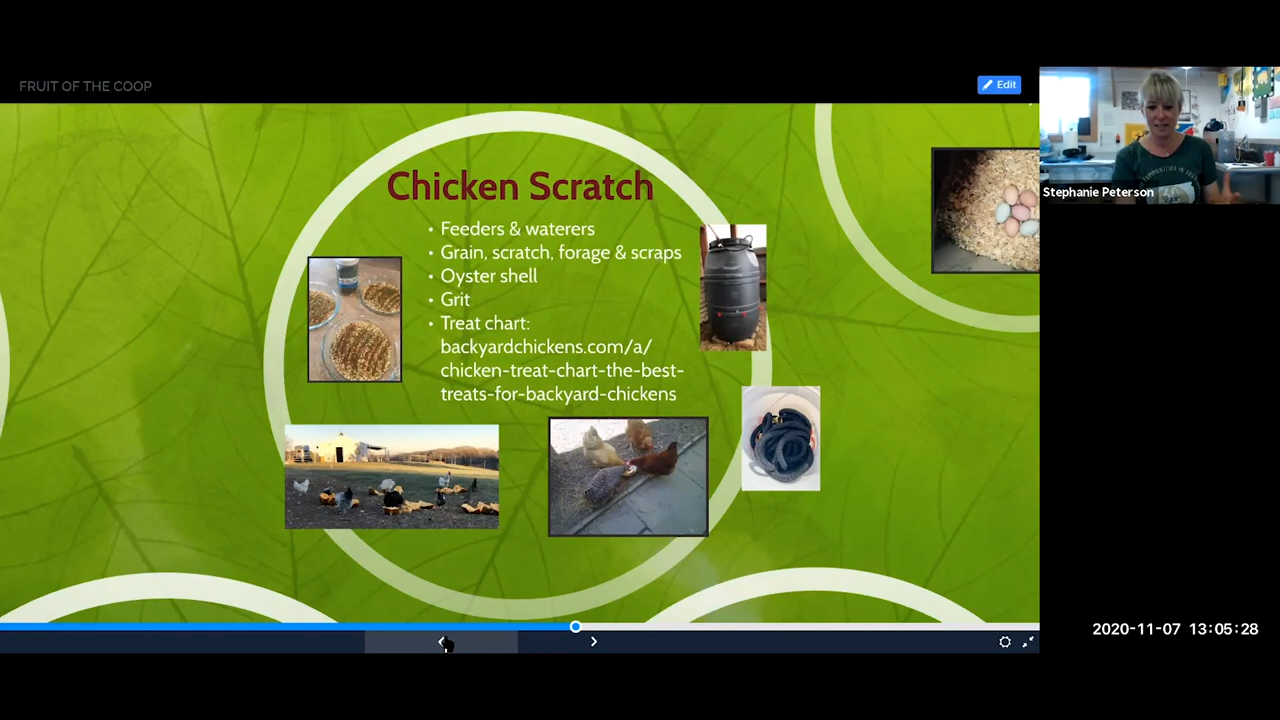 FRUIT OF THE COOP
Edit
Chicken Scratch
• Feeders & waterers
• Grain, scratch, forage & scraps
• Oyster shell
• Grit
• Treat chart:
backyardchickens.com/a/
chicken-treat-chart-the-best-
treats-for-backyard-chickens
Stephanie Peterson
2020-11-07 13:05:28